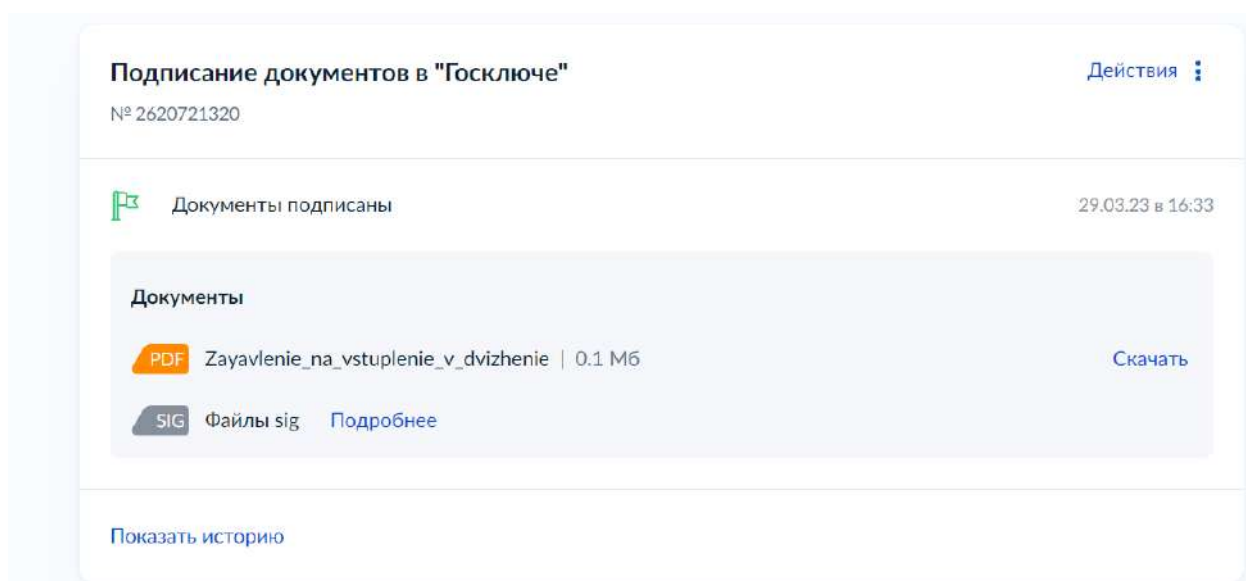 Подписание документов в "Госключе"
Действия
№ 2620721320
Документы подписаны
29.03.23 в 16:33
Документы
PDF Zayavlenie_na_vstuplenie_v_dvizhenie | 0.1 Мб
Скачать
SIG Файлы sig Подробнее
Показать историю